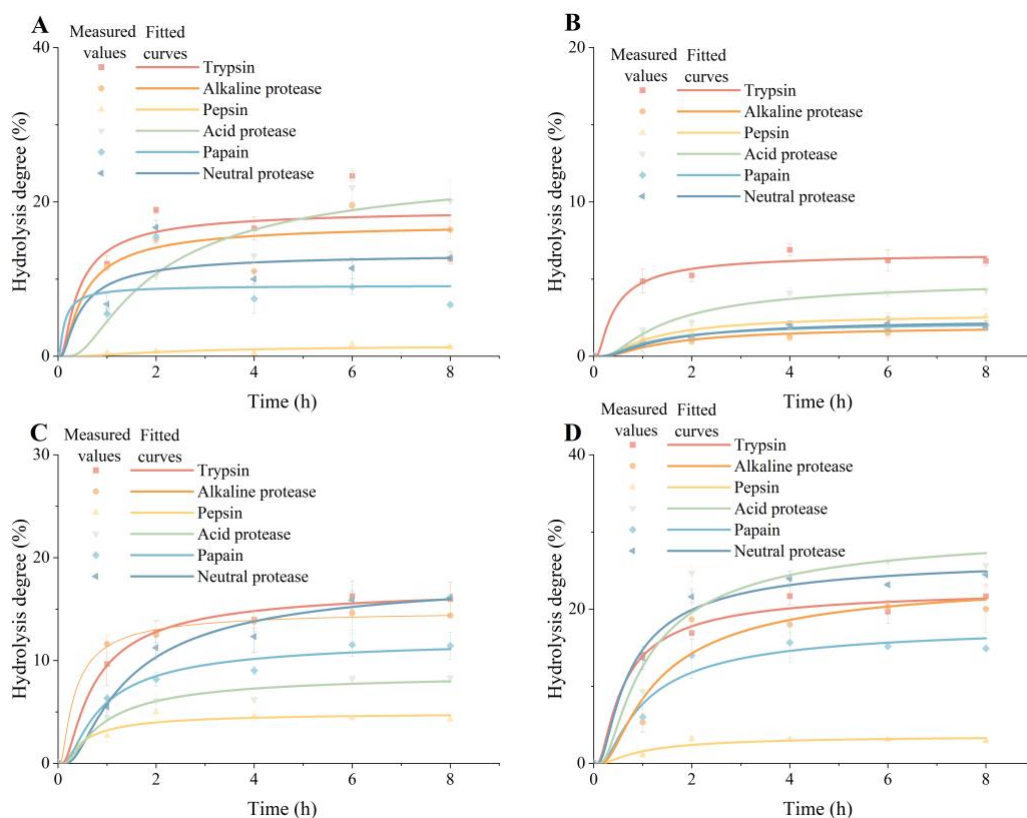 A
Measured Fitted
values curves
Trypsin
Alkaline protease
Pepsin
Acid protease
Papain
Neutral protease
Hydrolysis degree (%)
40
20
0
0 2 4 6 8
Time (h)
B
Measured Fitted
values curves
Trypsin
Alkaline protease
Pepsin
Acid protease
Papain
Neutral protease
Hydrolysis degree (%)
20
10
0
0 2 4 6 8
Time (h)
C
Measured Fitted
values curves
Trypsin
Alkaline protease
Pepsin
Acid protease
Papain
Neutral protease
Hydrolysis degree (%)
30
20
10
0
0 2 4 6 8
Time (h)
D
Measured Fitted
values curves
Trypsin
Alkaline protease
Pepsin
Acid protease
Papain
Neutral protease
Hydrolysis degree (%)
40
20
0
0 2 4 6 8
Time (h)